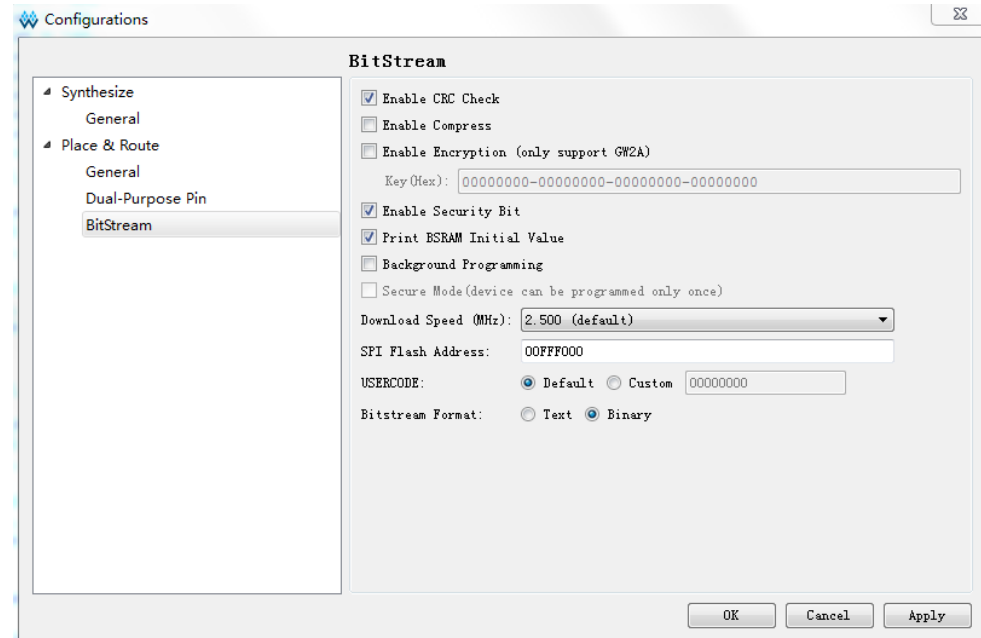 Configurations
BitStream
Synthesize
General
Place & Route
General
Dual-Purpose Pin
BitStream
Enable CRC Check
Enable Compress
Enable Encryption (only support GW2A)
Key(Hex): 00000000-00000000-00000000-00000000
Enable Security Bit
Print BSRAM Initial Value
Background Programming
Secure Mode(device can be programmed only once)
Download Speed (MHz): 2.500 (default)
SPI Flash Address: 00FFF000
USERCODE: Default Custom 00000000
Bitstream Format: Text Binary
OK Cancel Apply